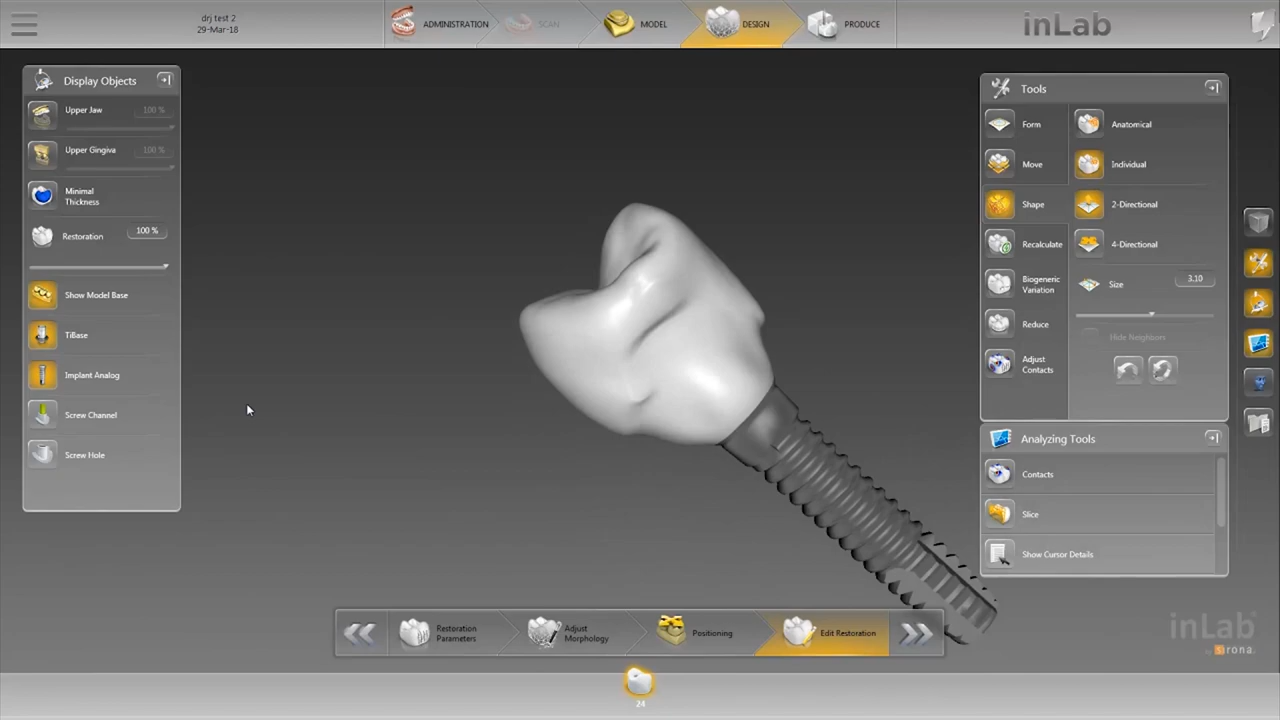 drj test 2
29-Mar-18
ADMINISTRATION
SCAN
MODEL
DESIGN
PRODUCE
inLab
Display Objects
Upper Jaw
100 %
Upper Gingiva
100 %
Minimal
Thickness
Restoration
100 %
Show Model Base
TiBase
Implant Analog
Screw Channel
Screw Hole
Tools
Form
Anatomical
Move
Individual
Shape
2-Directional
Recalculate
4-Directional
Biogeneric
Variation
Size
3.10
Reduce
Hide Neighbors
Adjust
Contacts
Analyzing Tools
Contacts
Slice
Show Cursor Details
Restoration
Parameters
Adjust
Morphology
Positioning
Edit Restoration
inLab
by sirona.
24